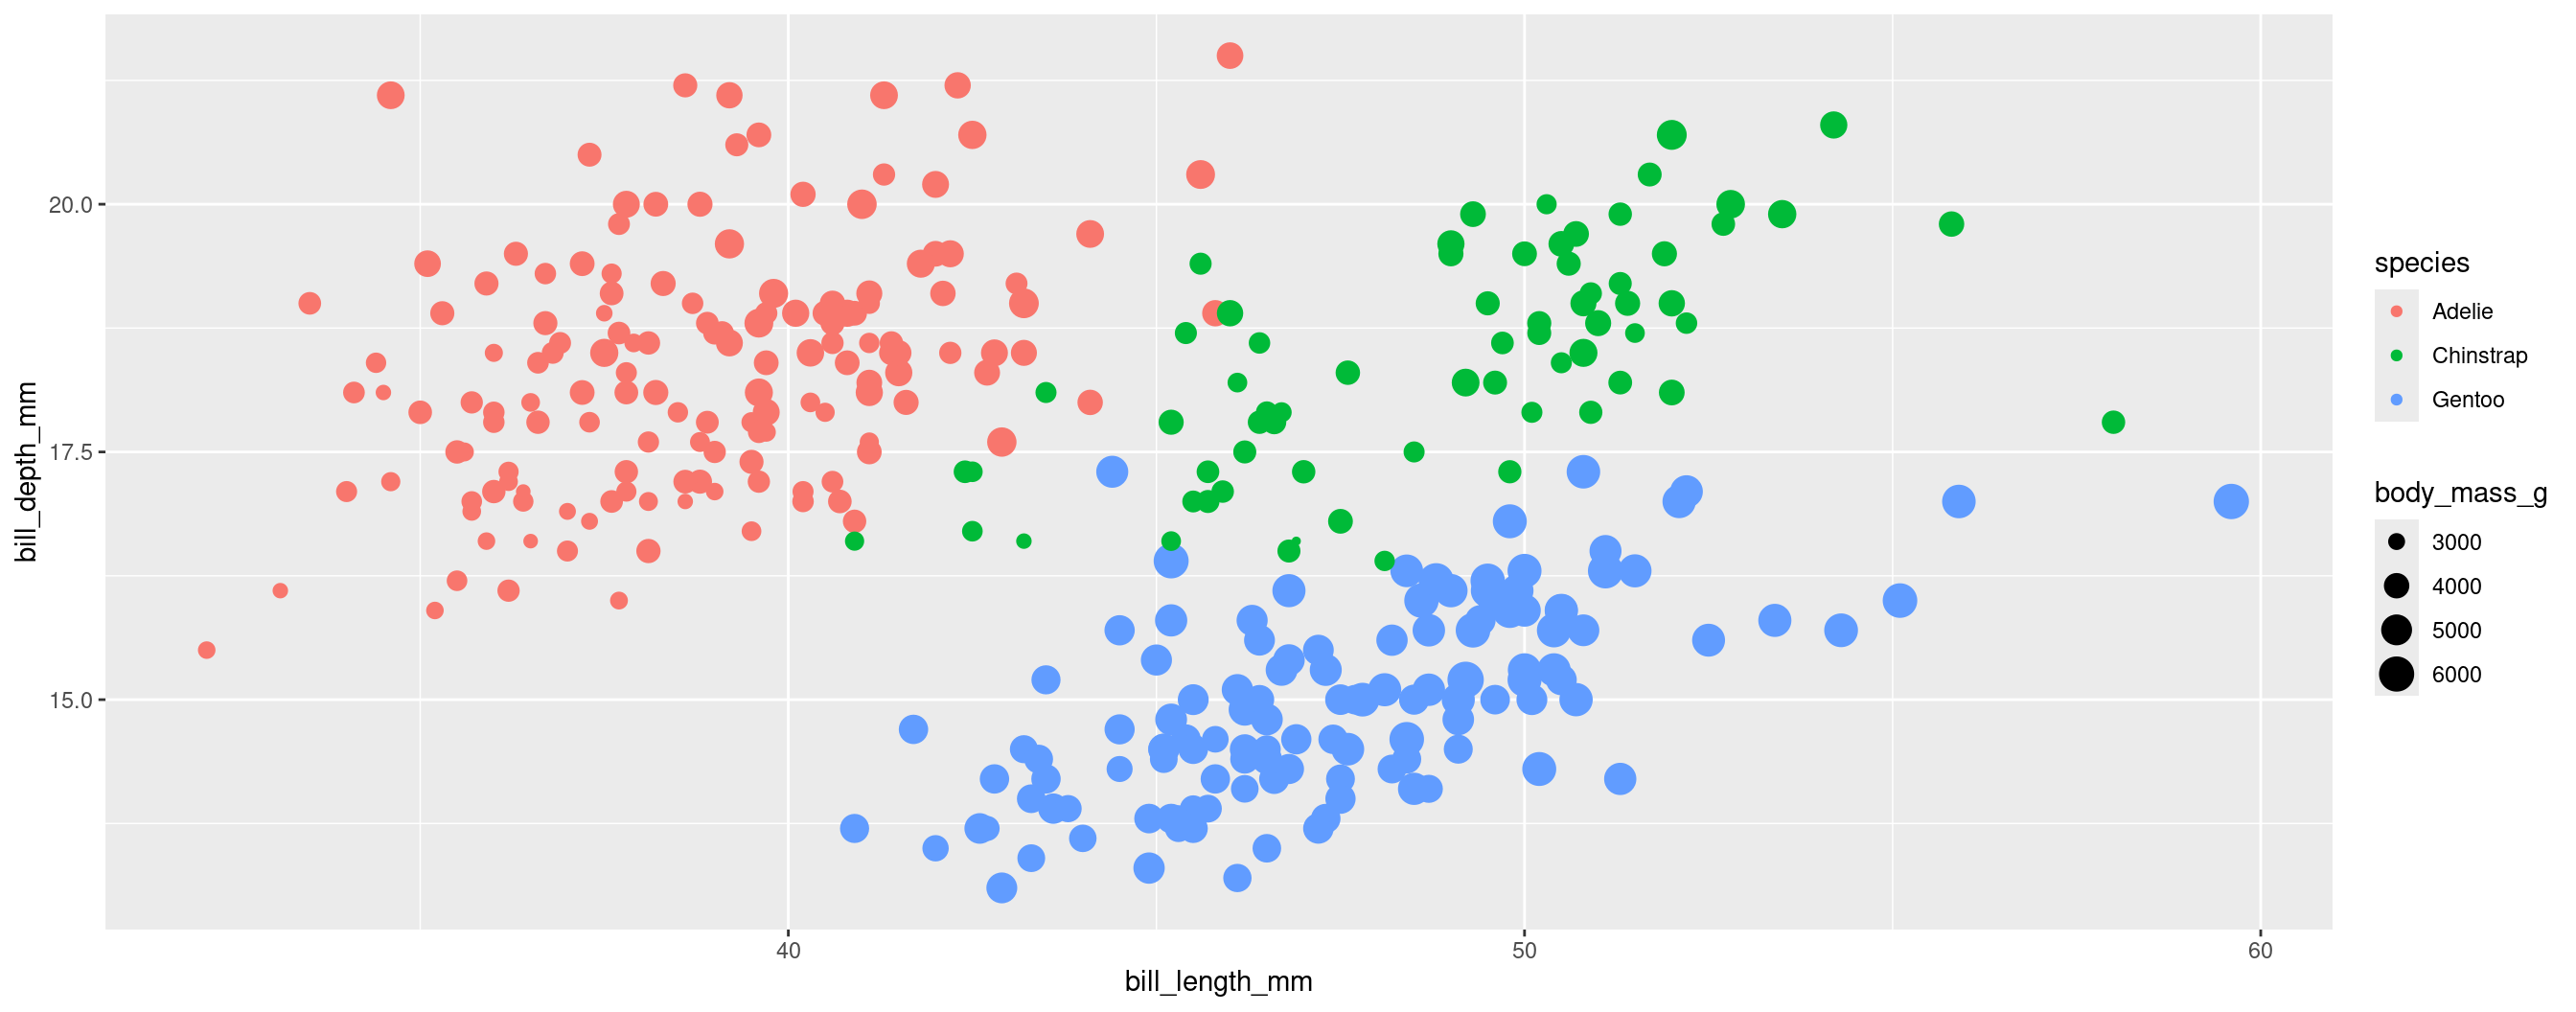 bill_depth_mm
20.0
17.5
15.0
40
50
60
bill_length_mm
species
Adelie
Chinstrap
Gentoo
body_mass_g
3000
4000
5000
6000